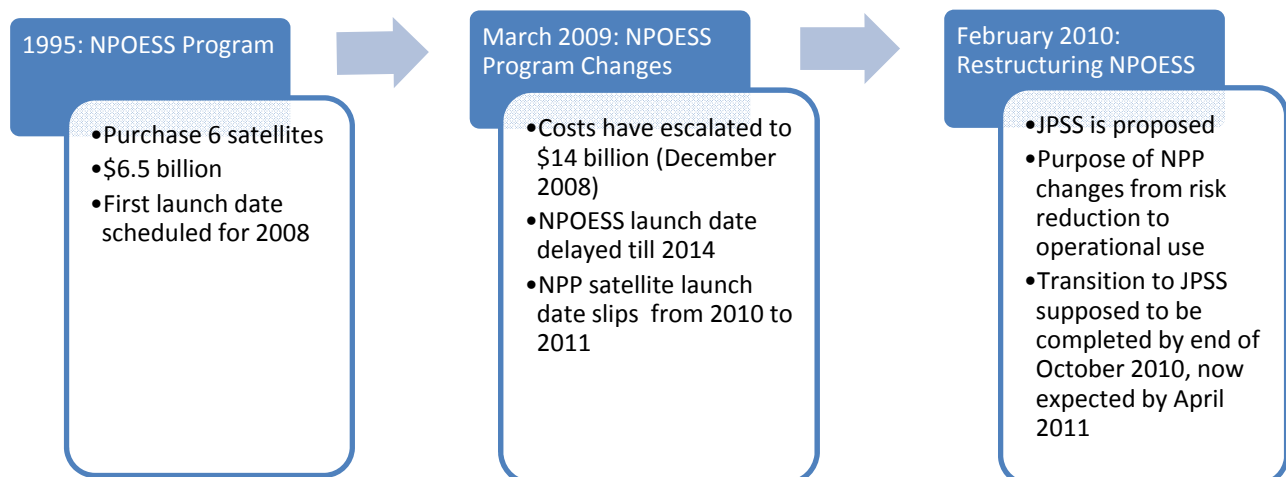 1995: NPOESS Program
•Purchase 6 satellites
•$6.5 billion
•First launch date
scheduled for 2008
March 2009: NPOESS
Program Changes
•Costs have escalated to
$14 billion (December
2008)
•NPOESS launch date
delayed till 2014
•NPP satellite launch
date slips from 2010 to
2011
February 2010:
Restructuring NPOESS
•JPSS is proposed
•Purpose of NPP
changes from risk
reduction to
operational use
•Transition to JPSS
supposed to be
completed by end of
October 2010, now
expected by April
2011